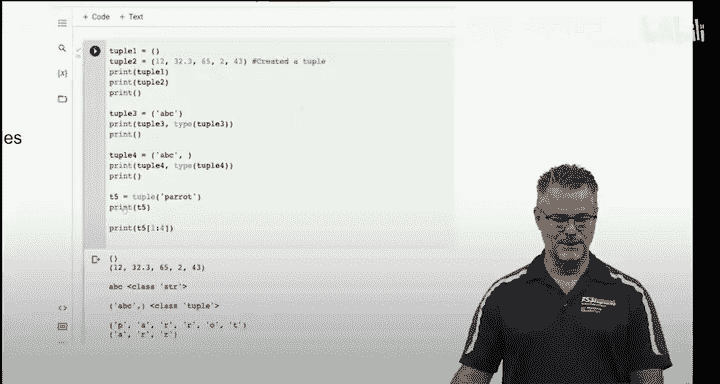 + Code + Text
es
{x}
tuple1 = ()
tuple2 = (12, 32.3, 65, 2, 43) #Created a tuple
print(tuple1)
print(tuple2)
print()
tuple3 = ('abc')
print(tuple3, type(tuple3))
print()
tuple4 = ('abc', )
print(tuple4, type(tuple4))
print()
t5 = tuple('parrot')
print(t5)
print(t5[1:4])
()
(12, 32.3, 65, 2, 43)
abc <class 'str'>
('abc',) <class 'tuple'>
('p', 'a', 'r', 'r', 'o', 't')
('a', 'r', 'r')